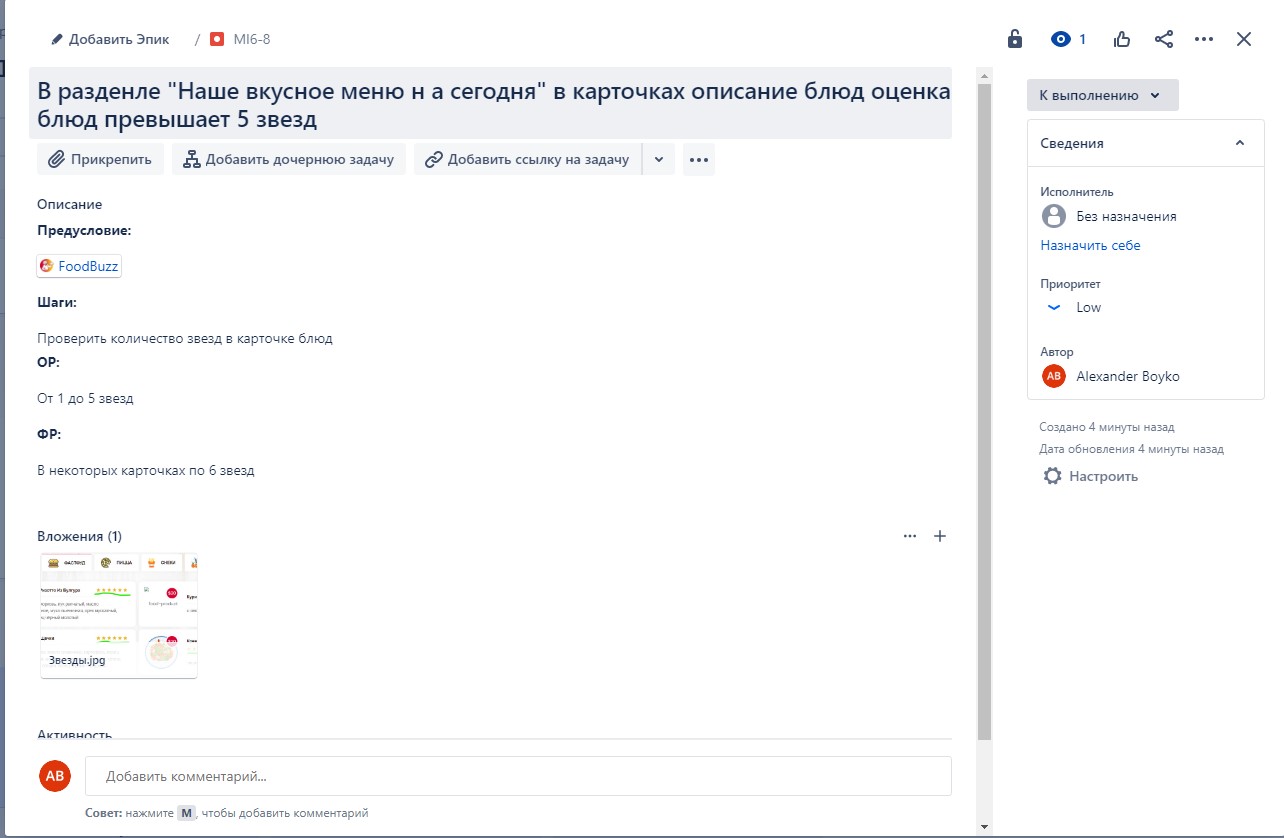 Добавить Эпик / MI6-8
1
В разденле "Наше вкусное меню н а сегодня" в карточках описание блюд оценка
блюд превышает 5 звезд
Прикрепить
Добавить дочернюю задачу
Добавить ссылку на задачу
Описание
Предусловие:
FoodBuzz
Шаги:
Проверить количество звезд в карточке блюд
ОР:
От 1 до 5 звезд
ФР:
В некоторых карточках по 6 звезд
Вложения (1)
ФАСТФУД
ПИЦЦА
СНЕКИ
Звезды.jpg
Активность
AB
Добавить комментарий...
Совет: нажмите M, чтобы добавить комментарий
К выполнению
Сведения
Исполнитель
Без назначения
Назначить себе
Приоритет
Low
Автор
AB
Alexander Boyko
Создано 4 минуты назад
Дата обновления 4 минуты назад
Настроить